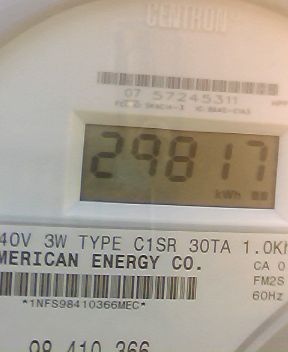 CENTRON
07 57245311
29817
kWh
40V 3W TYPE C1SR 30TA 1.0Kh
MERICAN ENERGY CO.
CA 0
FM2S
*1NFS98410366MEC*
60Hz
98 410 366